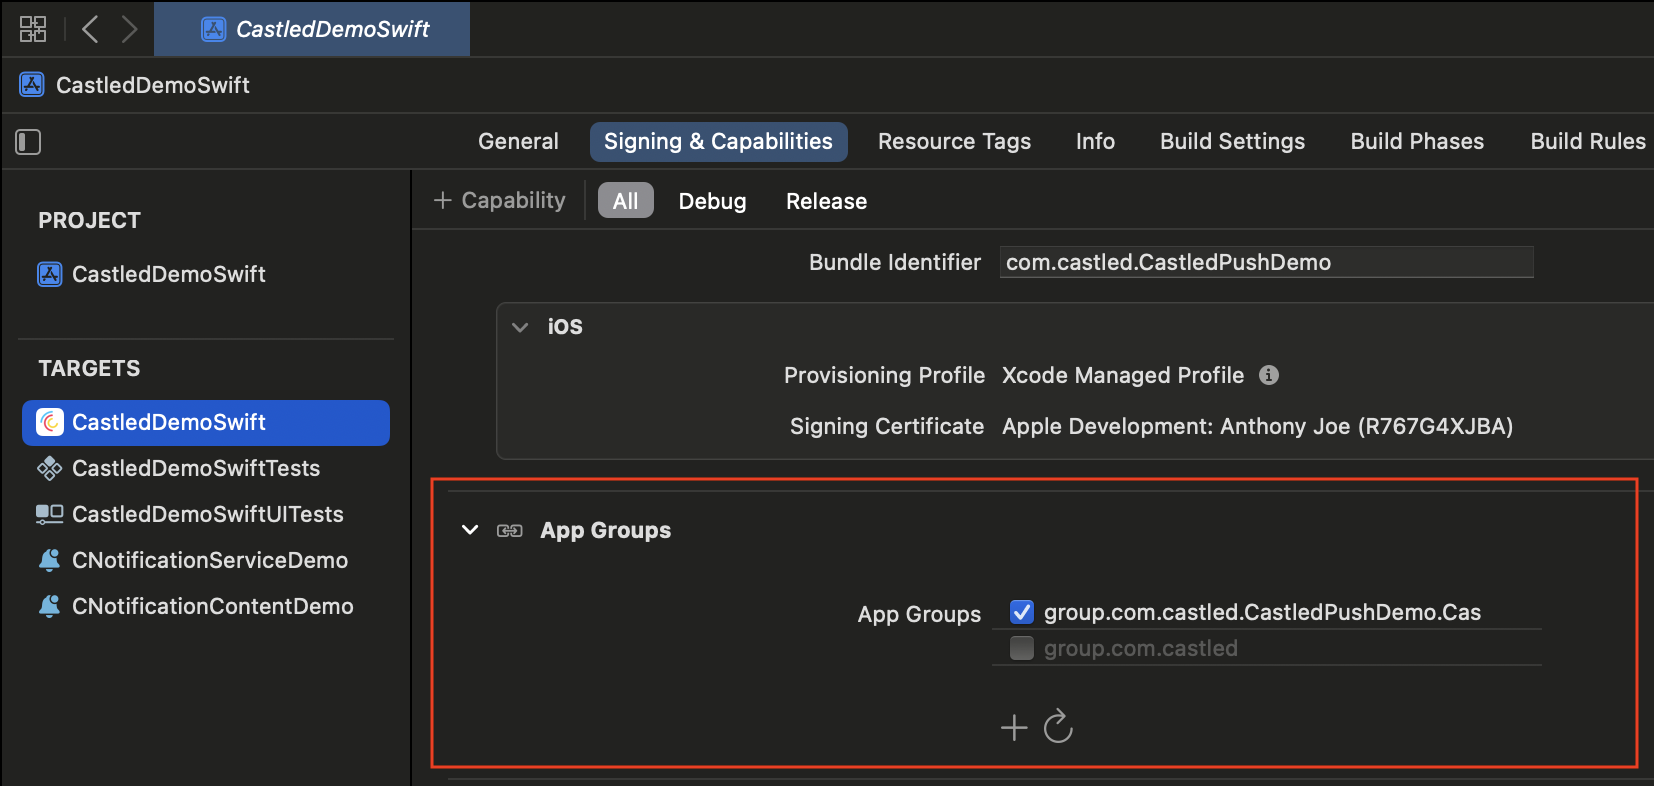 CastledDemoSwift
CastledDemoSwift
General Signing & Capabilities Resource Tags Info Build Settings Build Phases Build Rules
PROJECT
CastledDemoSwift
TARGETS
CastledDemoSwift
CastledDemoSwiftTests
CastledDemoSwiftUITests
CNotificationServiceDemo
CNotificationContentDemo
+ Capability All Debug Release
Bundle Identifier com.castled.CastledPushDemo
iOS
Provisioning Profile Xcode Managed Profile
Signing Certificate Apple Development: Anthony Joe (R767G4XJBA)
App Groups
App Groups group.com.castled.CastledPushDemo.Cas
group.com.castled